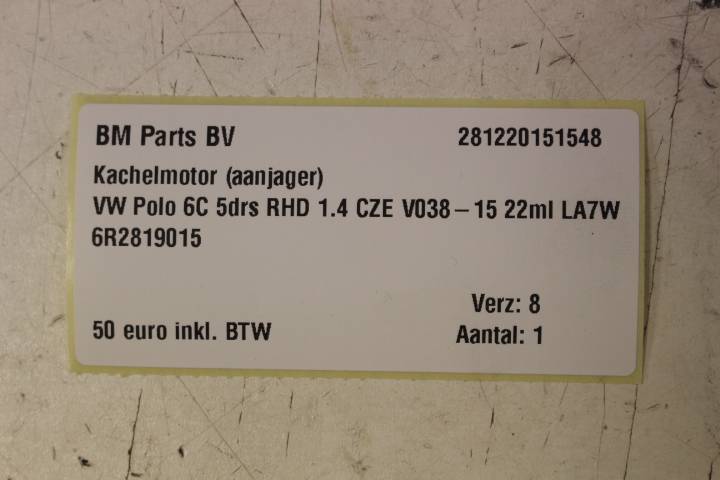 BM Parts BV 281220151548
Kachelmotor (aanjager)
VW Polo 6C 5drs RHD 1.4 CZE V038 – 15 22ml LA7W
6R2819015
Verz: 8
50 euro inkl. BTW Aantal: 1